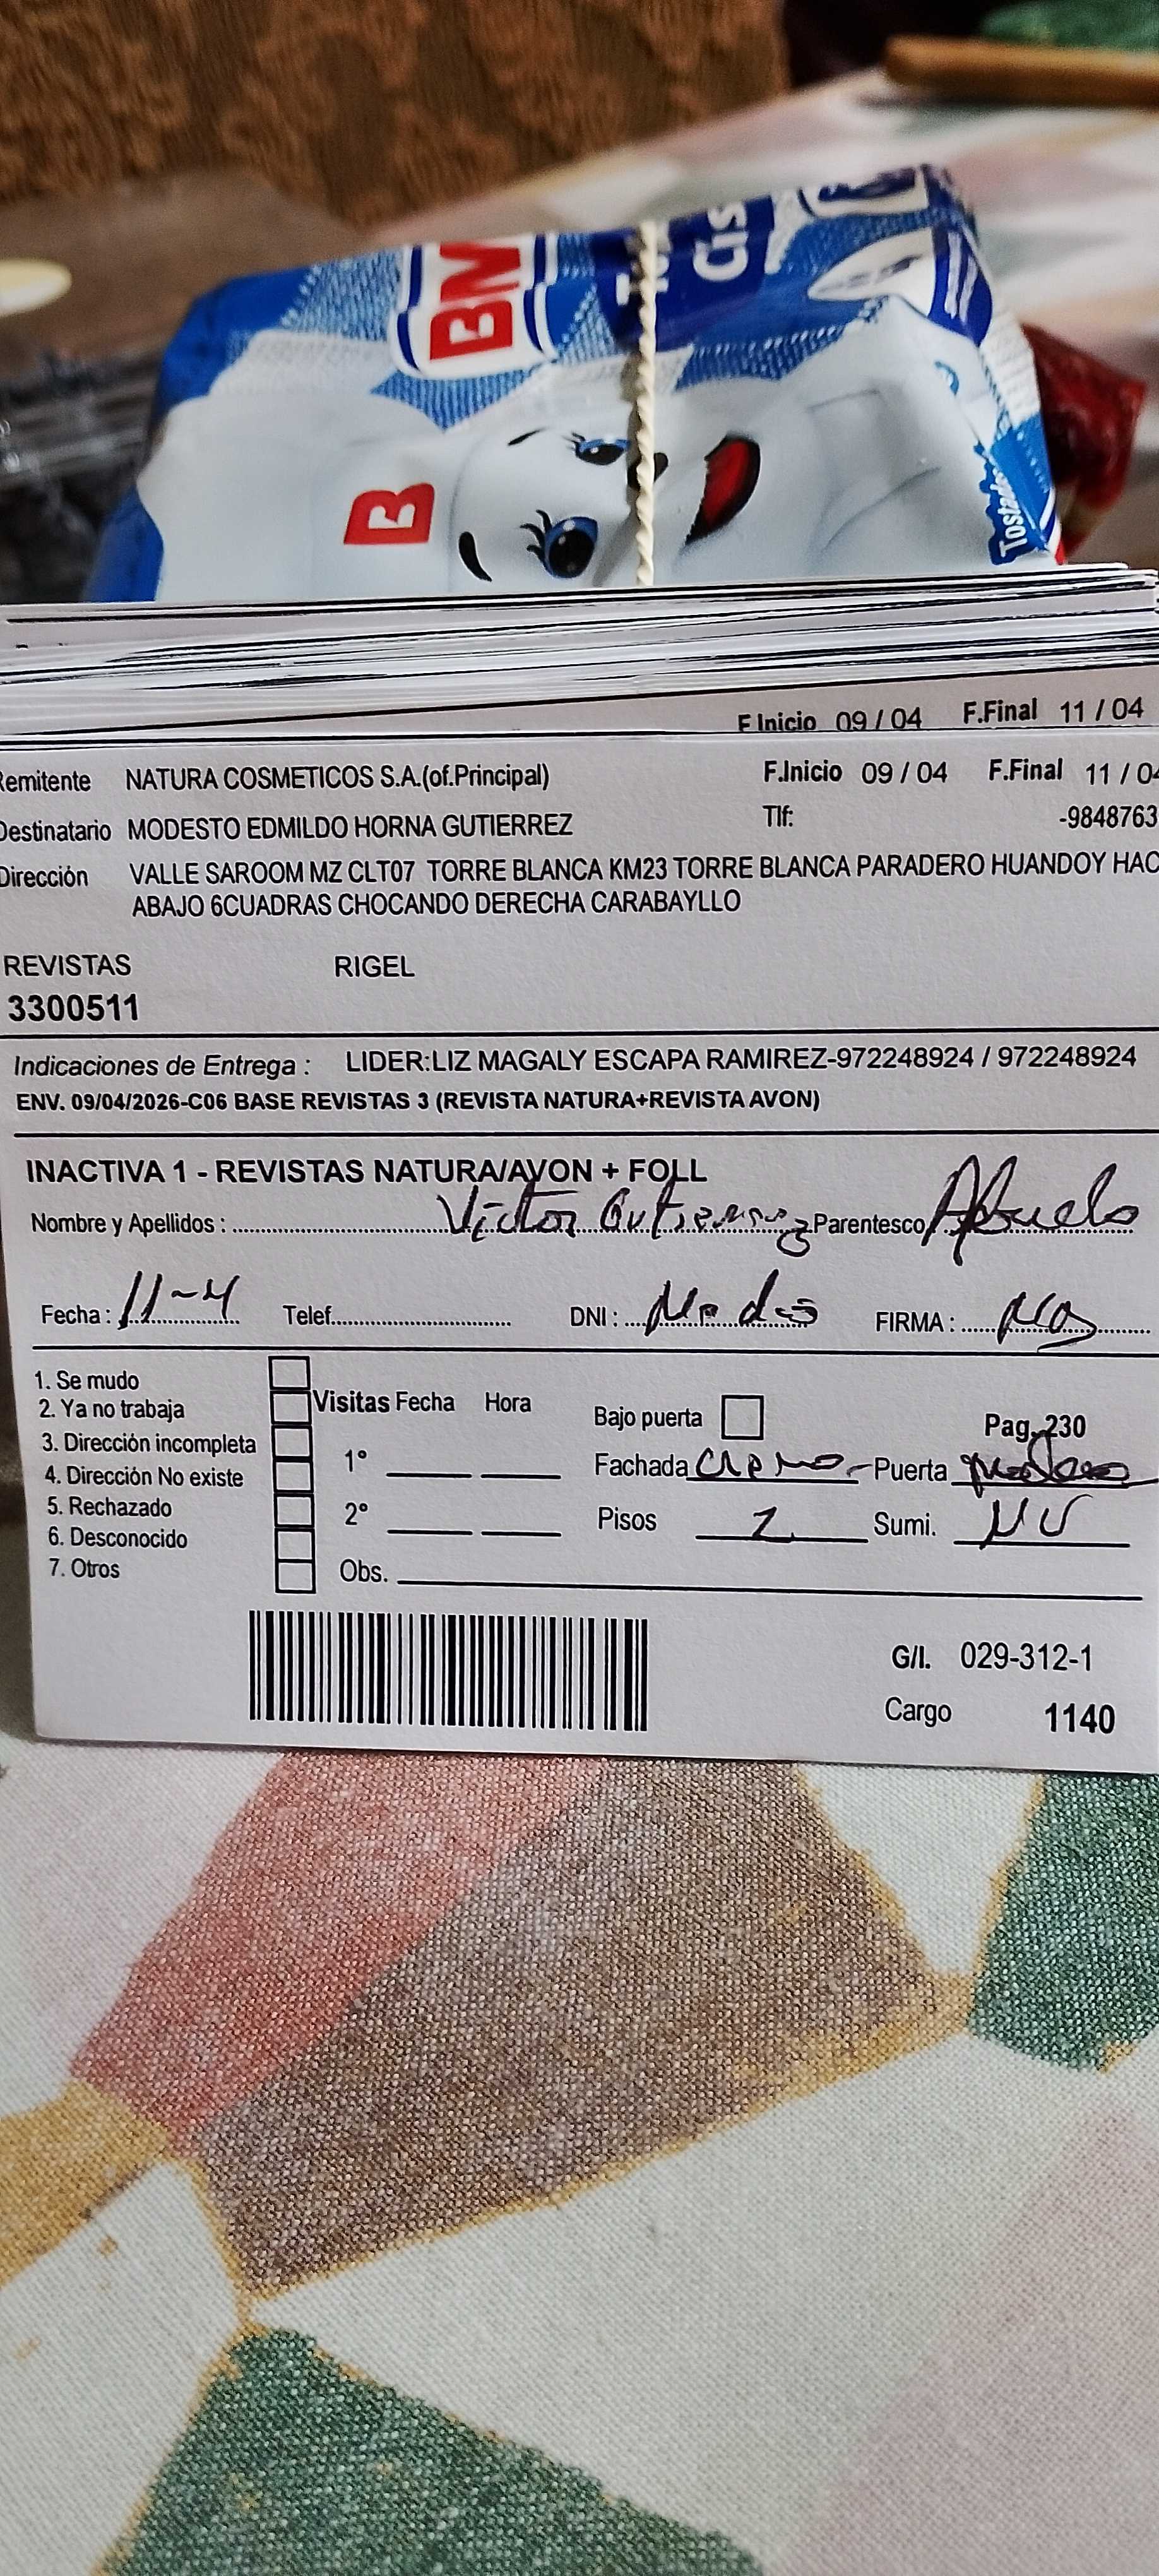 BM
B
Tosta
F.Inicio 09 / 04 F.Final 11 / 04
Remitente NATURA COSMETICOS S.A.(of.Principal) F.Inicio 09 / 04 F.Final 11 / 04
Destinatario MODESTO EDMILDO HORNA GUTIERREZ Tlf: -9848763
Dirección VALLE SAROOM MZ CLT07 TORRE BLANCA KM23 TORRE BLANCA PARADERO HUANDOY HAC
ABAJO 6CUADRAS CHOCANDO DERECHA CARABAYLLO
REVISTAS RIGEL
3300511
Indicaciones de Entrega : LIDER:LIZ MAGALY ESCAPA RAMIREZ-972248924 / 972248924
ENV. 09/04/2026-C06 BASE REVISTAS 3 (REVISTA NATURA+REVISTA AVON)
INACTIVA 1 - REVISTAS NATURA/AVON + FOLL
Nombre y Apellidos : Victor Gutierrez Parentesco Abuelo
Fecha : 11-4 Telef. DNI : FIRMA :
1. Se mudo
2. Ya no trabaja Visitas Fecha Hora Bajo puerta Pag. 230
3. Dirección incompleta 1° Fachada crema Puerta
4. Dirección No existe
5. Rechazado 2° Pisos Sumi.
6. Desconocido
7. Otros Obs.
G/I. 029-312-1
Cargo 1140